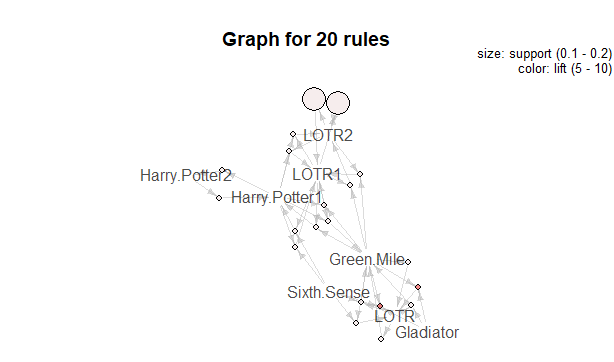 Graph for 20 rules
size: support (0.1 - 0.2)
color: lift (5 - 10)
LOTR2
LOTR1
Harry.Potter2
Harry.Potter1
Green.Mile
Sixth.Sense
LOTR
Gladiator